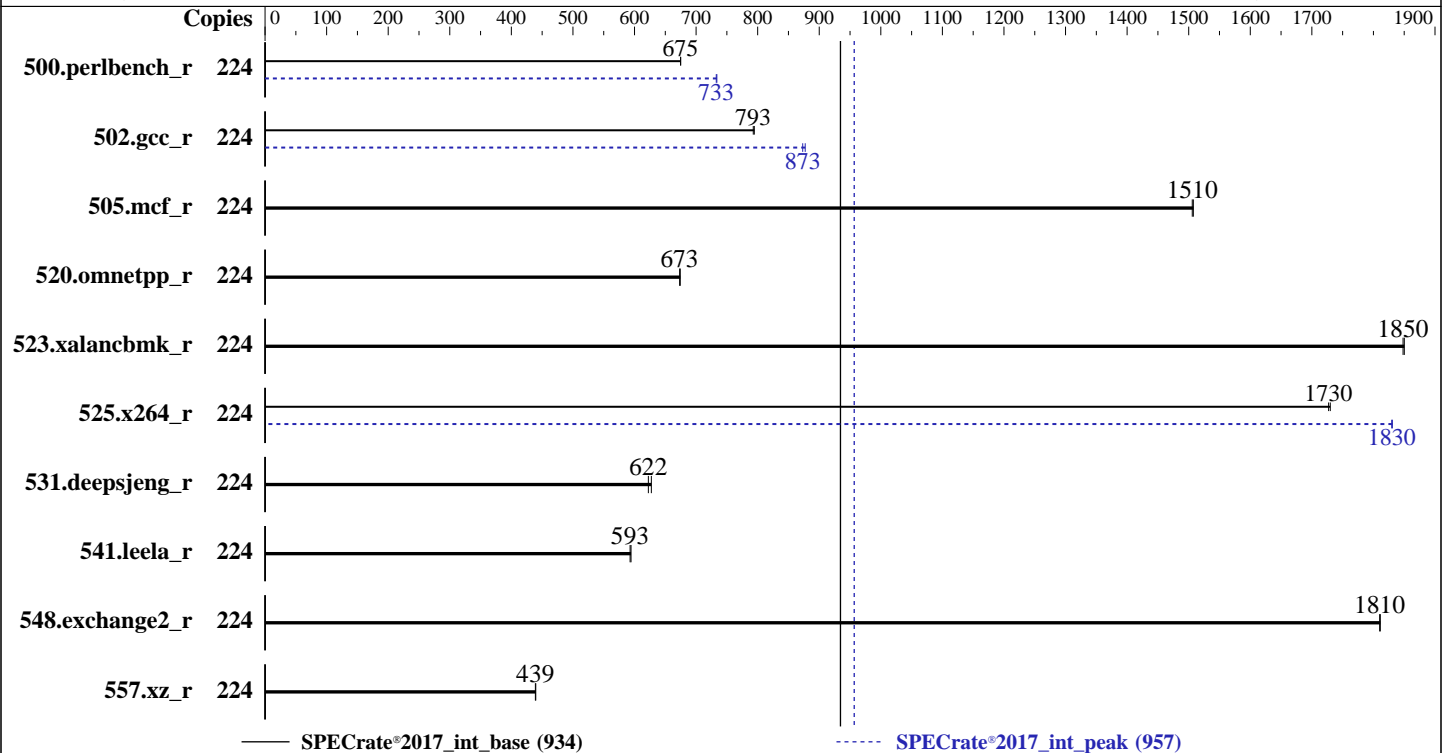 Copies 0 100 200 300 400 500 600 700 800 900 1000 1100 1200 1300 1400 1500 1600 1700 1900
500.perlbench_r 224 675
733
502.gcc_r 224 793
873
505.mcf_r 224 1510
520.omnetpp_r 224 673
523.xalancbmk_r 224 1850
525.x264_r 224 1730
1830
531.deepsjeng_r 224 622
541.leela_r 224 593
548.exchange2_r 224 1810
557.xz_r 224 439
SPECrate®2017_int_base (934) SPECrate®2017_int_peak (957)